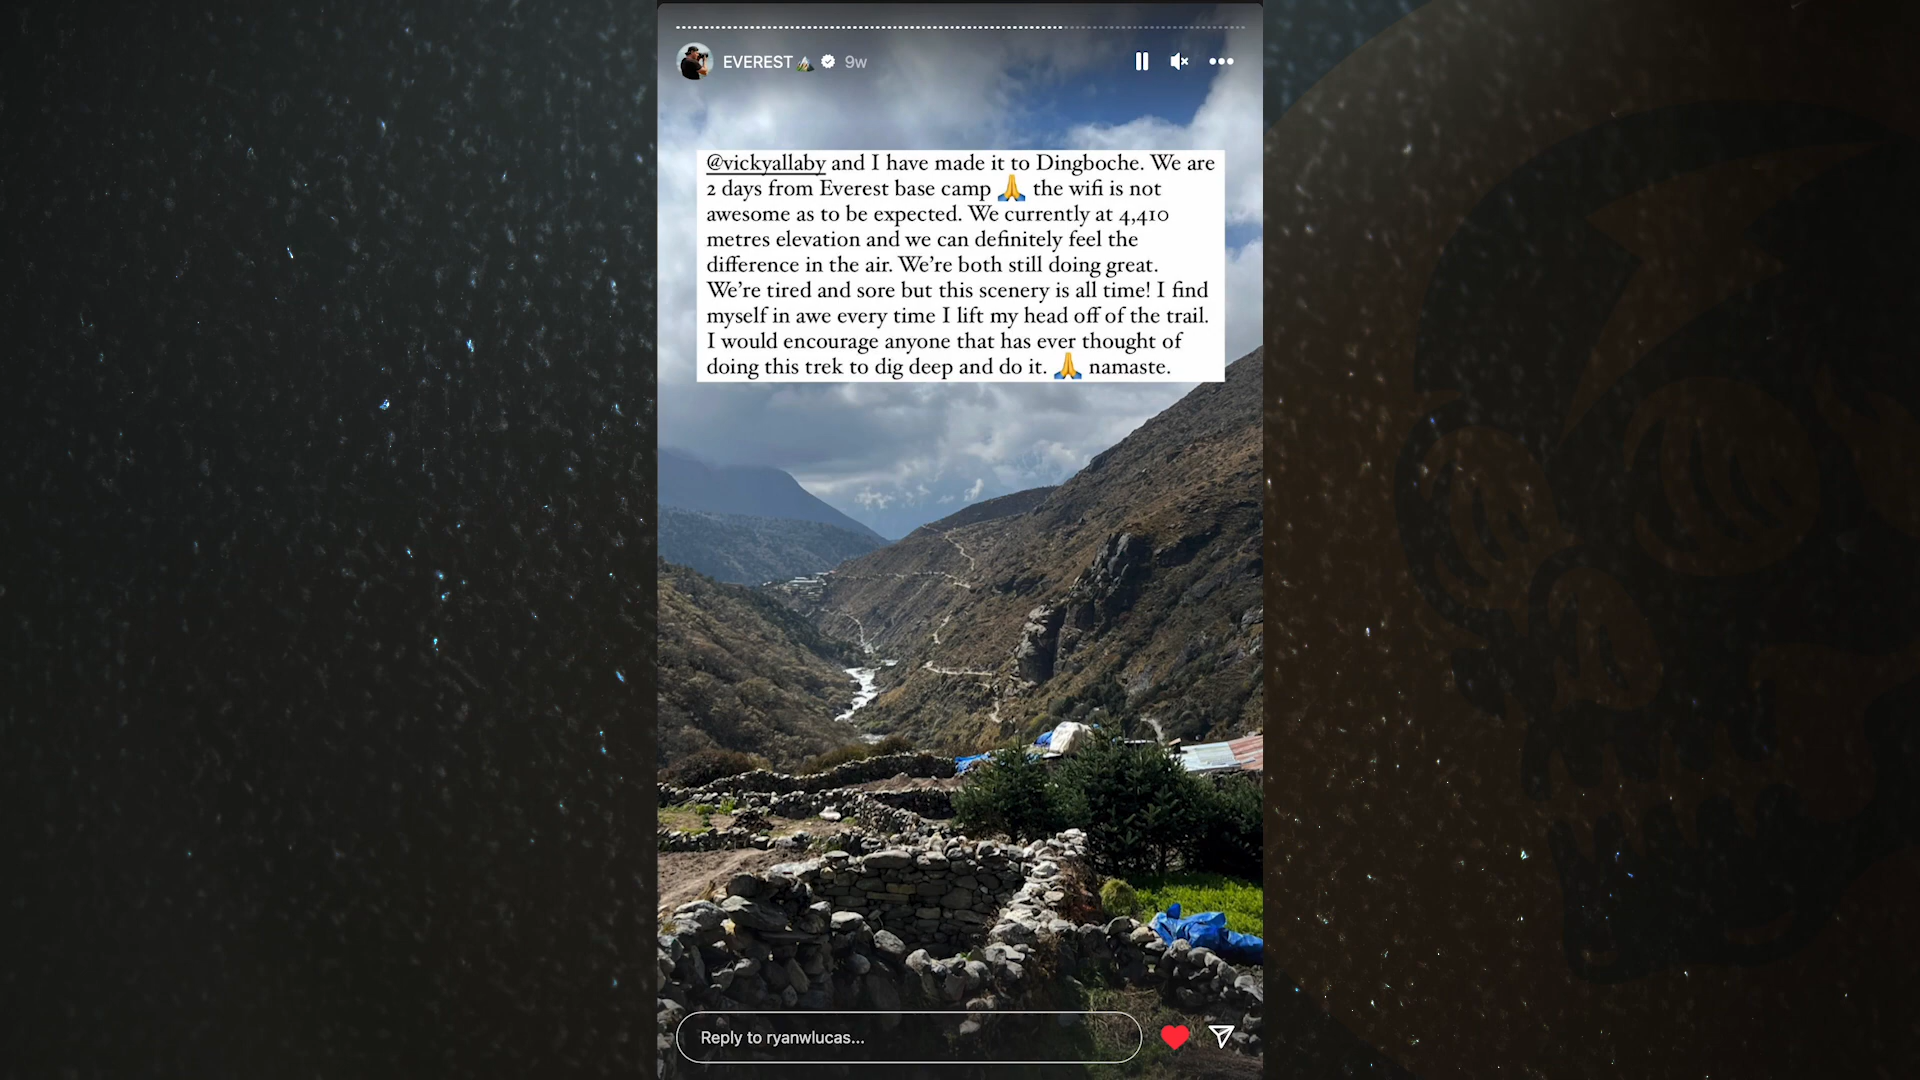 EVEREST🏔️ 9w
@vickyallaby and I have made it to Dingboche. We are
2 days from Everest base camp 🙏 the wifi is not
awesome as to be expected. We currently at 4,410
metres elevation and we can definitely feel the
difference in the air. We’re both still doing great.
We’re tired and sore but this scenery is all time! I find
myself in awe every time I lift my head off of the trail.
I would encourage anyone that has ever thought of
doing this trek to dig deep and do it. 🙏 namaste.
Reply to ryanwlucas...